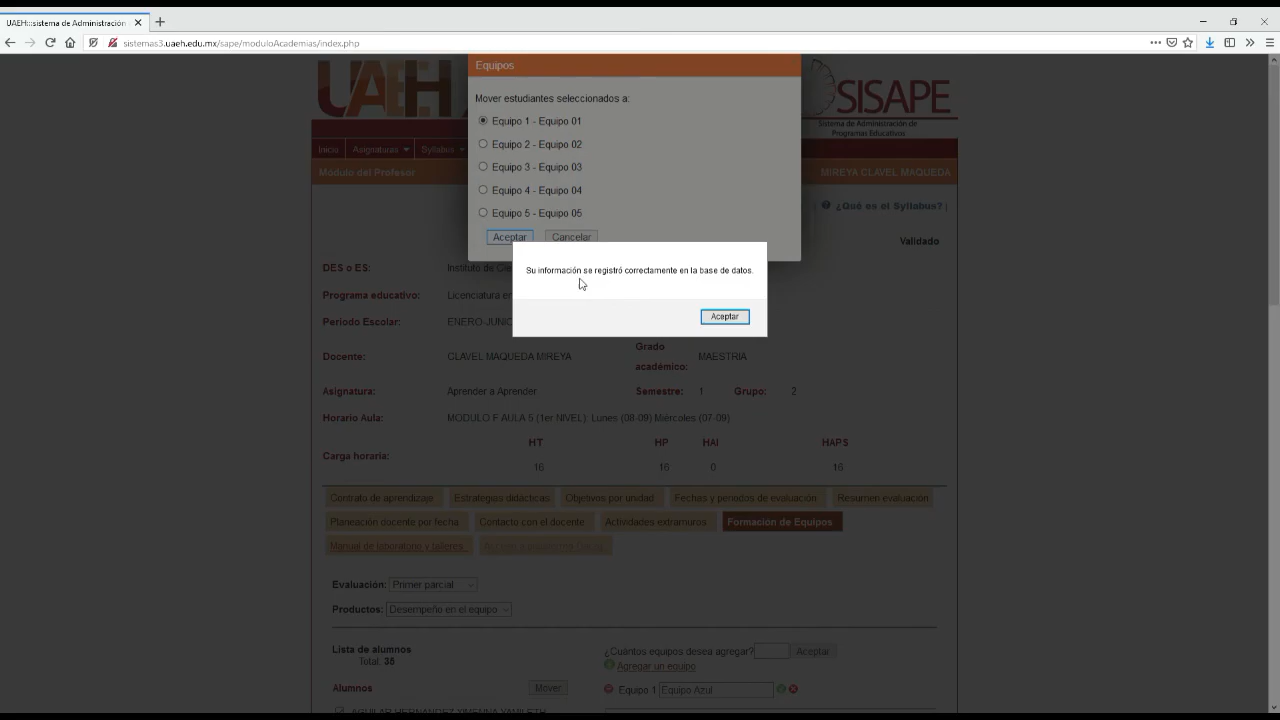 UAEH:::sistema de Administración
sistemas3.uaeh.edu.mx/sape/moduloAcademias/index.php
UAEH
Equipos
SISAPE
Sistema de Administración de
Programas Educativos
Mover estudiantes seleccionados a:
Equipo 1 - Equipo 01
Equipo 2 - Equipo 02
Equipo 3 - Equipo 03
Equipo 4 - Equipo 04
Equipo 5 - Equipo 05
Aceptar Cancelar
Inicio Asignaturas Syllabus
Módulo del Profesor MIREYA CLAVEL MAQUEDA
¿Qué es el Syllabus? |
Validado
Su información se registró correctamente en la base de datos.
Aceptar
DES o ES: Instituto de
Programa educativo: Licenciatura en
Periodo Escolar: ENERO-JUNIO
Docente: CLAVEL MAQUEDA MIREYA Grado académico: MAESTRIA
Asignatura: Aprender a Aprender Semestre: 1 Grupo: 2
Horario Aula: MODULO F AULA 5 (1er NIVEL): Lunes (08-09) Miércoles (07-09)
HT HP HAI HAPS
Carga horaria: 16 16 0 16
Contrato de aprendizaje Estrategias didácticas Objetivos por unidad Fechas y periodos de evaluación Resumen evaluación
Planeación docente por fecha Contacto con el docente Actividades extramuros Formación de Equipos
Manual de laboratorio y talleres
Evaluación: Primer parcial
Productos: Desempeño en el equipo
Lista de alumnos
Total: 38
¿Cuántos equipos desea agregar? Aceptar
Agregar un equipo
Alumnos Mover Equipo 1 Equipo Azul
AGUILAR HERNANDEZ XIMENNA YAMILETH